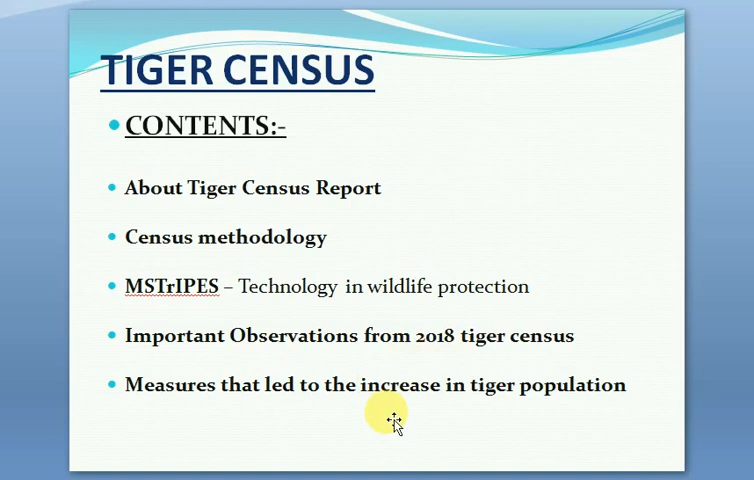 TIGER CENSUS
CONTENTS:-
About Tiger Census Report
Census methodology
MSTrIPES – Technology in wildlife protection
Important Observations from 2018 tiger census
Measures that led to the increase in tiger population